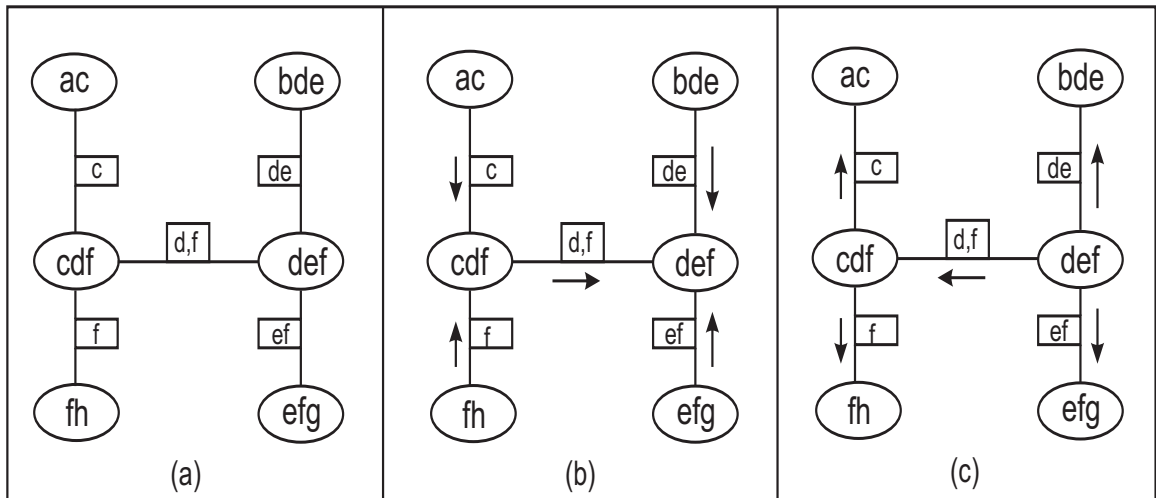 ac
bde
c
de
d,f
cdf
def
f
ef
fh
efg
(a)
ac
bde
c
de
d,f
cdf
def
f
ef
fh
efg
(b)
ac
bde
c
de
d,f
cdf
def
f
ef
fh
efg
(c)